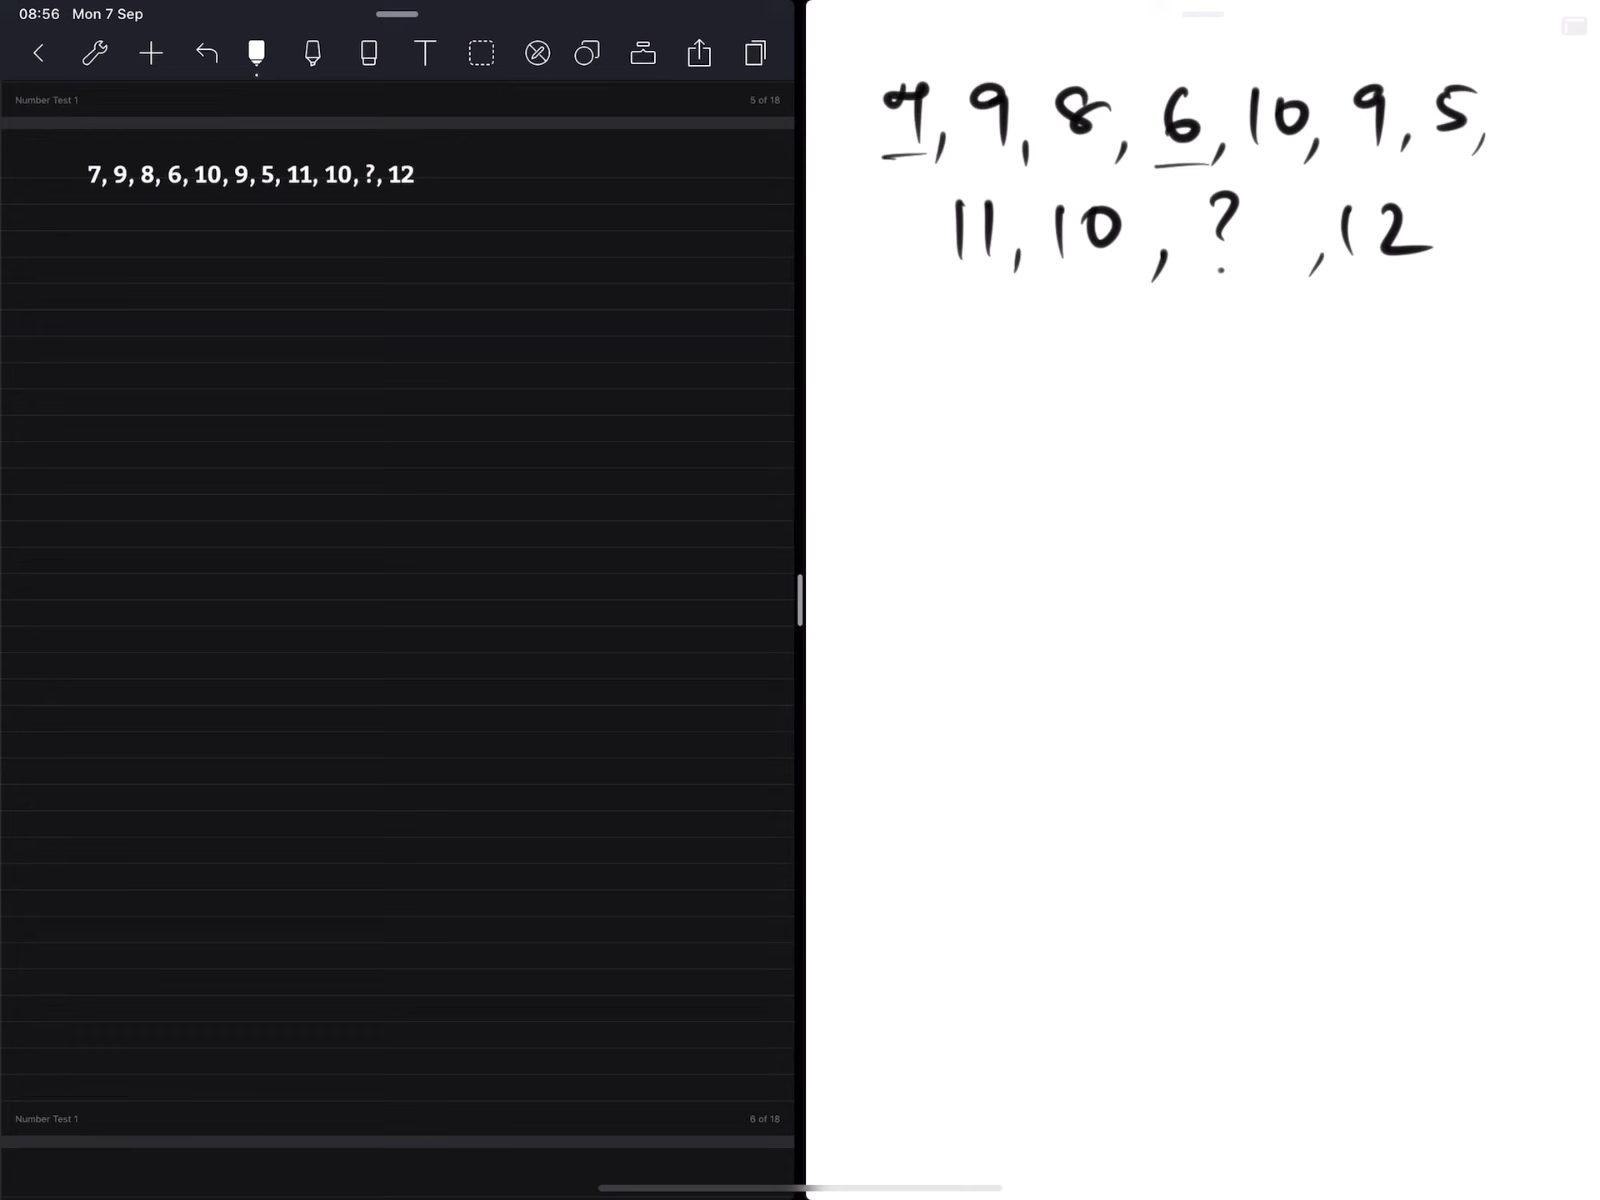 08:56 Mon 7 Sep
Number Test 1 5 of 18
7, 9, 8, 6, 10, 9, 5, 11, 10, ?, 12
Number Test 1 6 of 18
7, 9, 8, 6, 10, 9, 5,
11, 10, ?, 12